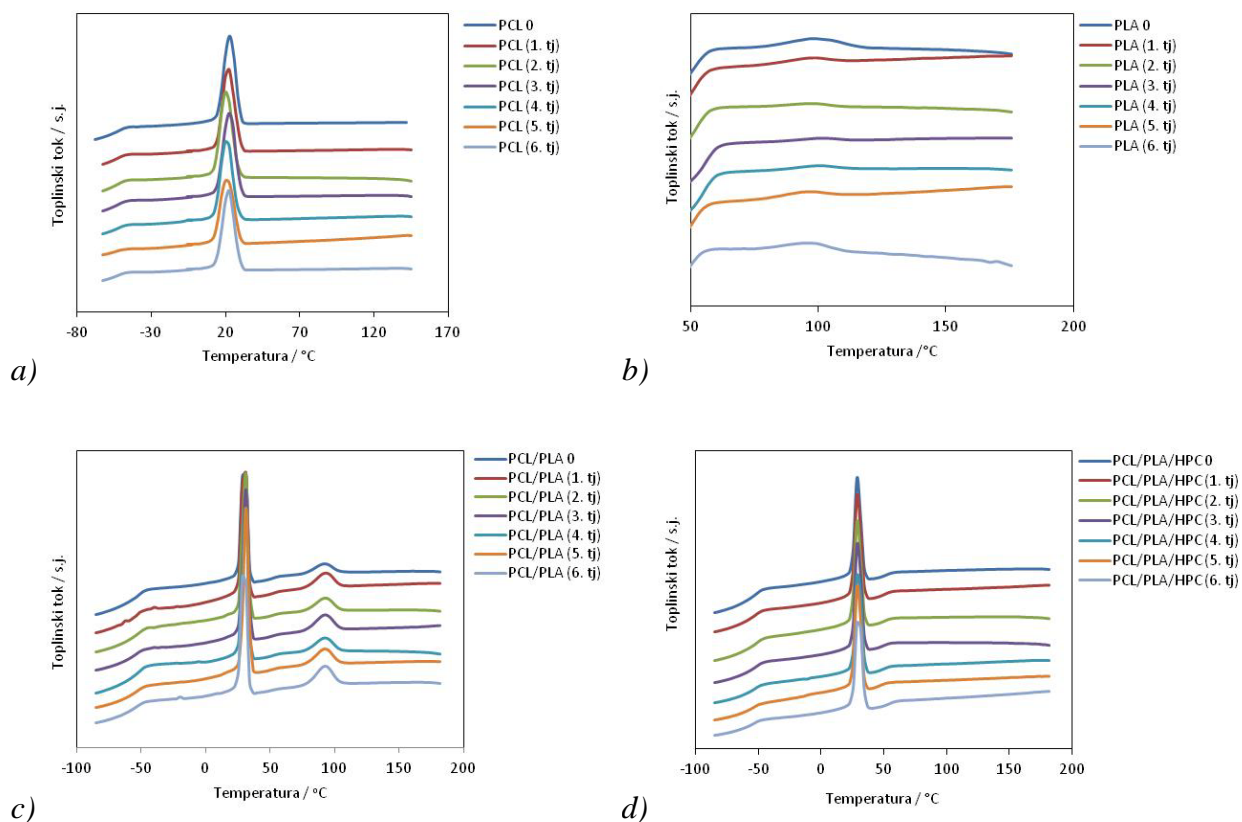 Toplinski tok / s.j.
PCL 0
PCL (1. tj)
PCL (2. tj)
PCL (3. tj)
PCL (4. tj)
PCL (5. tj)
PCL (6. tj)
-80 -30 20 70 120 170
Temperatura / °C
a)
Toplinski tok / s.j.
PLA 0
PLA (1. tj)
PLA (2. tj)
PLA (3. tj)
PLA (4. tj)
PLA (5. tj)
PLA (6. tj)
50 100 150 200
Temperatura / °C
b)
Toplinski tok / s.j.
PCL/PLA 0
PCL/PLA (1. tj)
PCL/PLA (2. tj)
PCL/PLA (3. tj)
PCL/PLA (4. tj)
PCL/PLA (5. tj)
PCL/PLA (6. tj)
-100 -50 0 50 100 150 200
Temperatura / °C
c)
Toplinski tok / s.j.
PCL/PLA/HPC 0
PCL/PLA/HPC (1. tj)
PCL/PLA/HPC (2. tj)
PCL/PLA/HPC (3. tj)
PCL/PLA/HPC (4. tj)
PCL/PLA/HPC (5. tj)
PCL/PLA/HPC (6. tj)
-100 -50 0 50 100 150 200
Temperatura / °C
d)